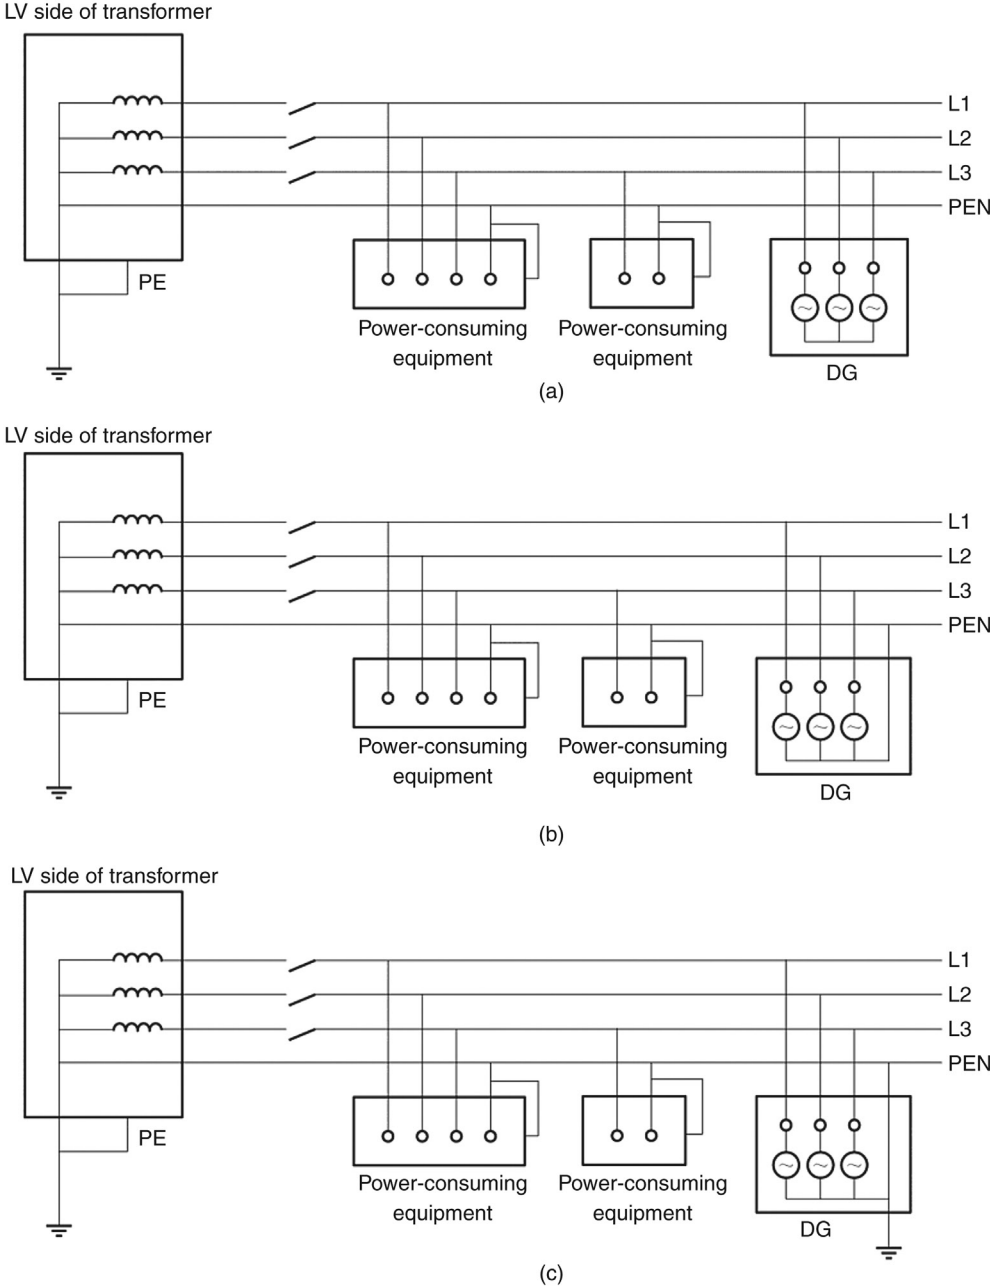 LV side of transformer
L1
L2
L3
PEN
PE
Power-consuming
equipment
Power-consuming
equipment
DG
(a)
LV side of transformer
L1
L2
L3
PEN
PE
Power-consuming
equipment
Power-consuming
equipment
DG
(b)
LV side of transformer
L1
L2
L3
PEN
PE
Power-consuming
equipment
Power-consuming
equipment
DG
(c)